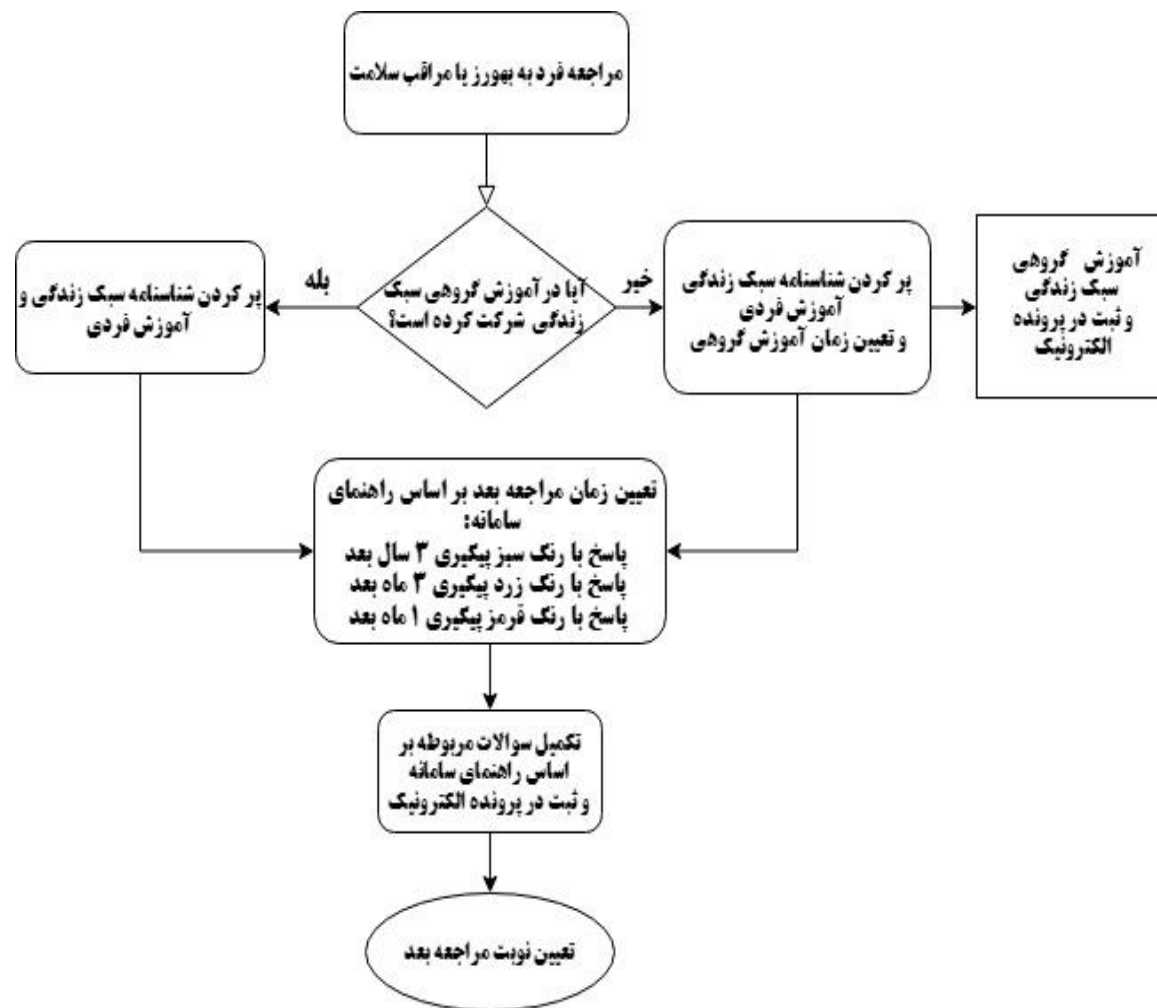 مراجعه فرد به بهورز یا مراقب سلامت
آیا در آموزش گروهی سبک
زندگی شرکت کرده است؟
خیر
پر کردن شناسنامه سبک زندگی
آموزش فردی
و تعیین زمان آموزش گروهی
آموزش گروهی
سبک زندگی
و ثبت در پرونده
الکترونیک
بله
پر کردن شناسنامه سبک زندگی و
آموزش فردی
تعیین زمان مراجعه بعد بر اساس راهنمای
سامانه:
پاسخ با رنگ سبز پیگیری ۳ سال بعد
پاسخ با رنگ زرد پیگیری ۳ ماه بعد
پاسخ با رنگ قرمز پیگیری ۱ ماه بعد
تکمیل سوالات مربوطه بر
اساس راهنمای سامانه
و ثبت در پرونده الکترونیک
تعیین نوبت مراجعه بعد